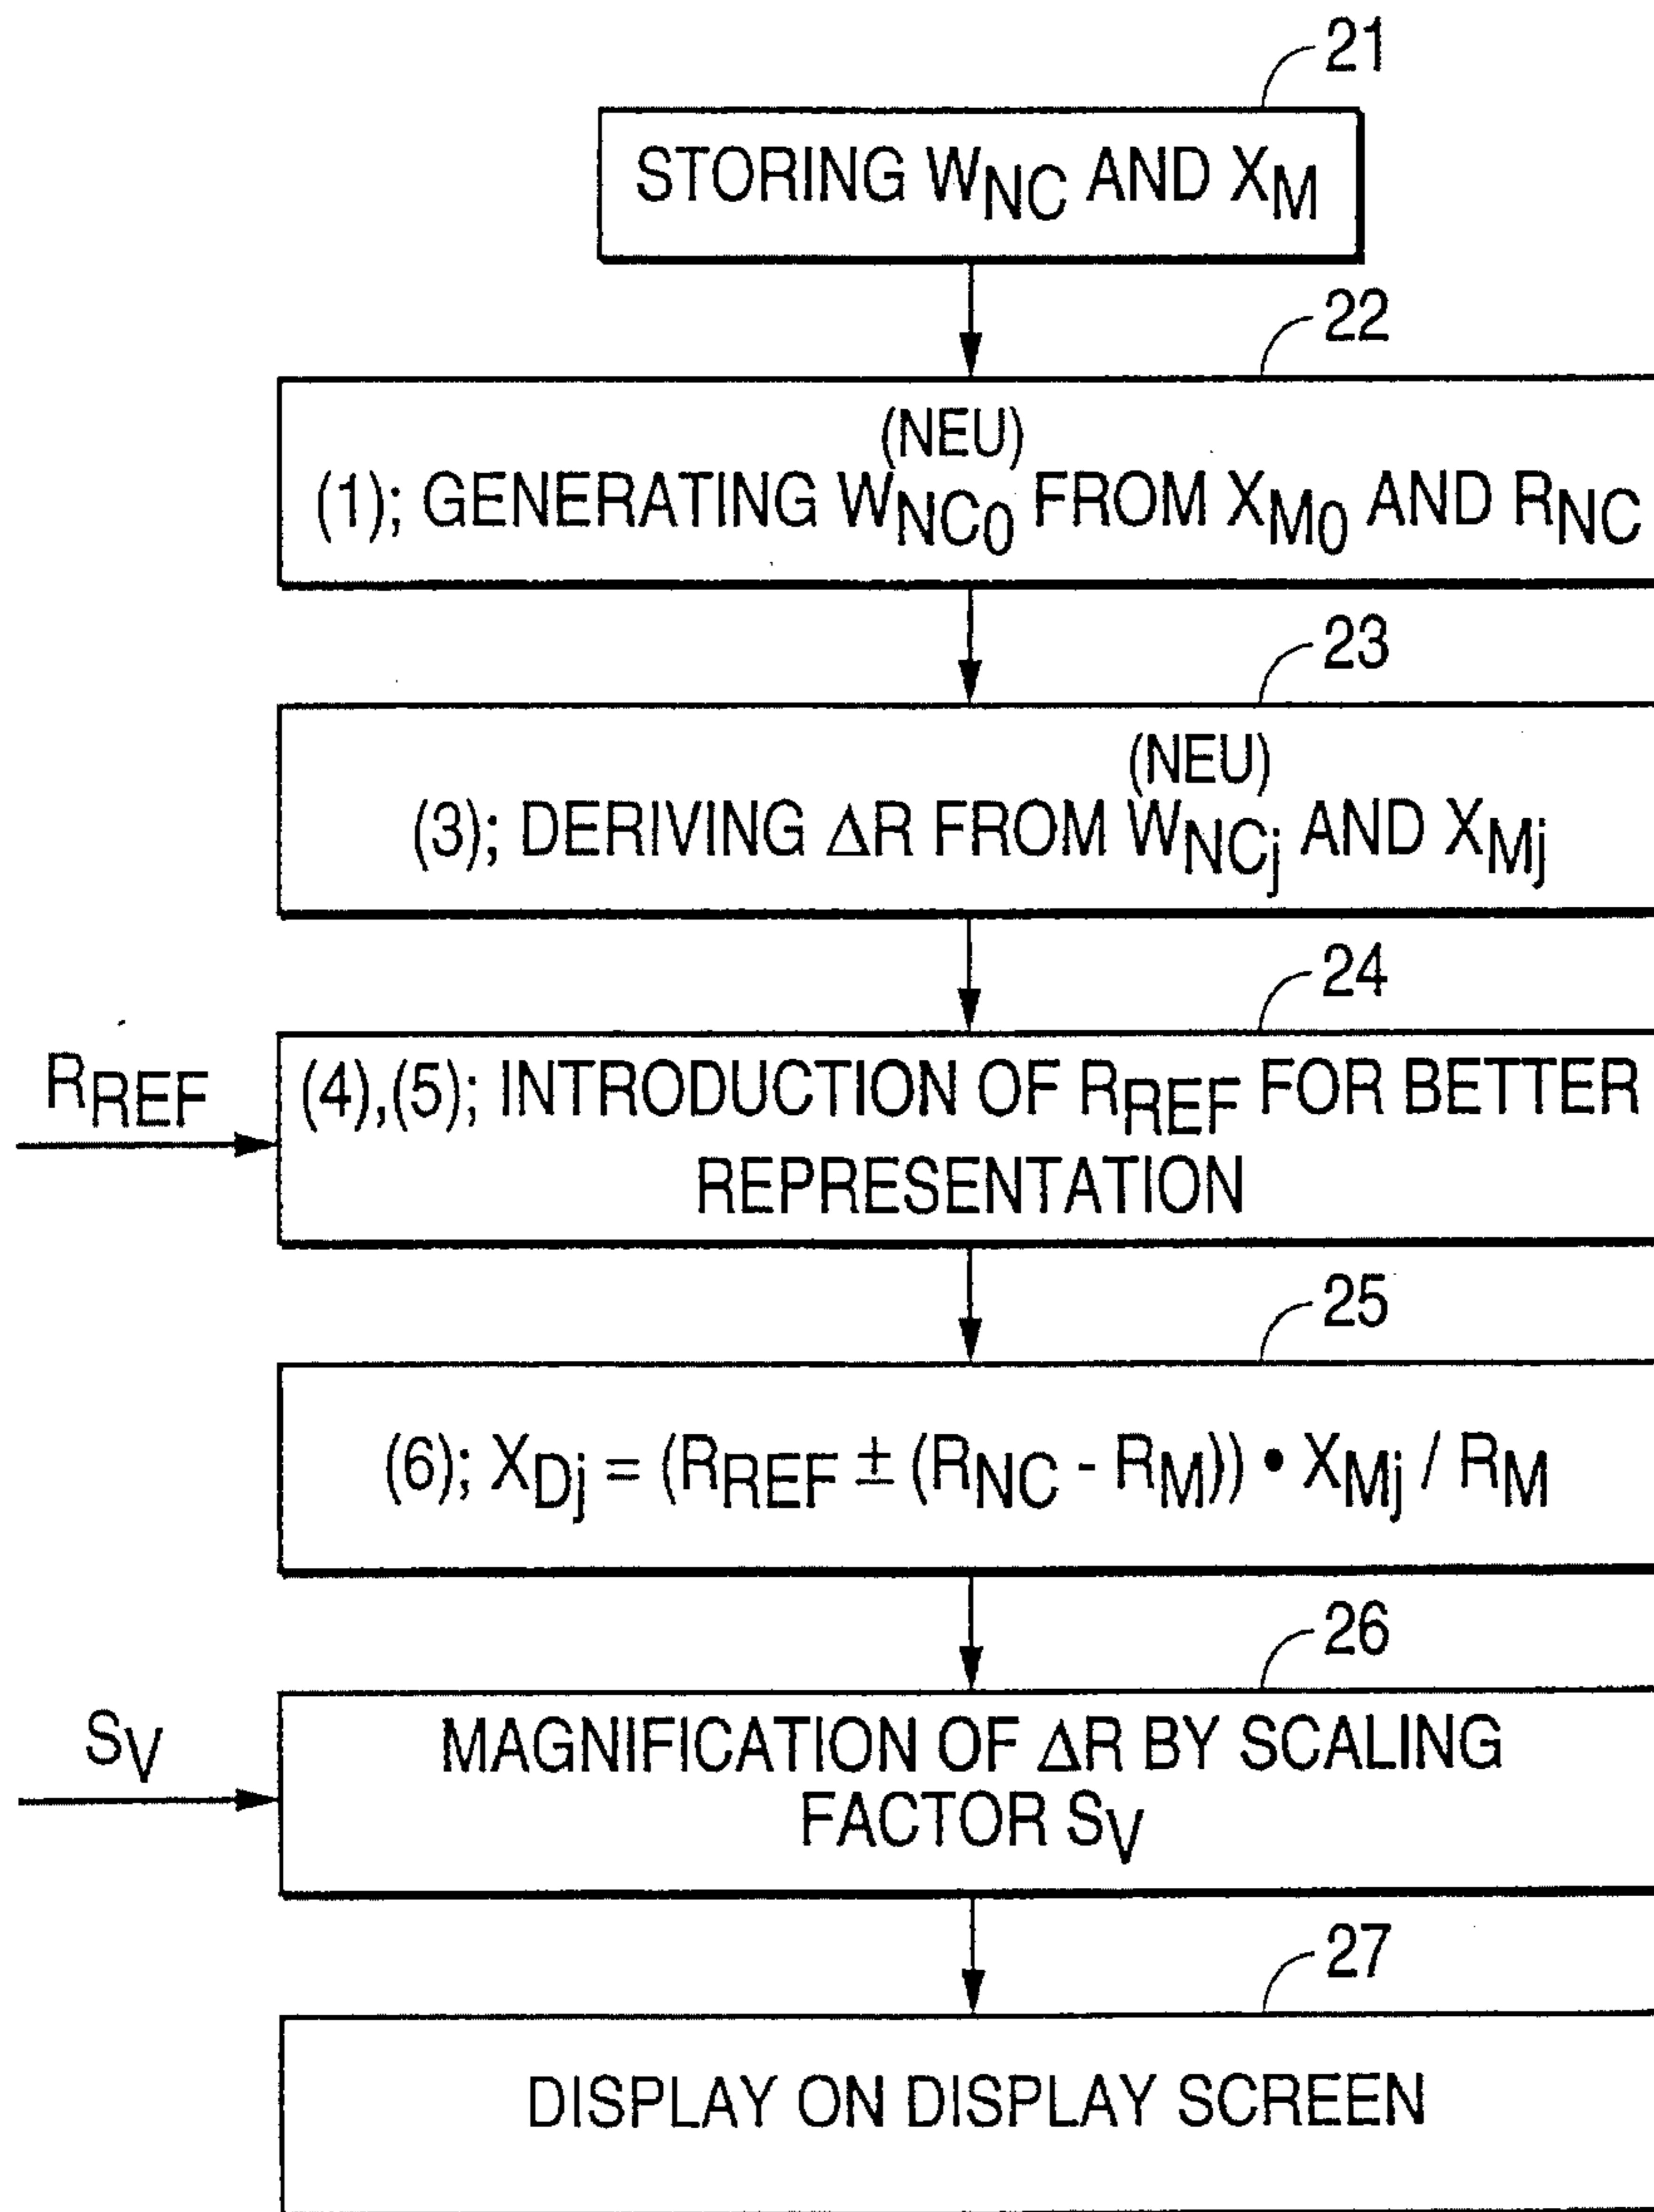 21
STORING W_NC AND X_M
22
(NEU)
(1); GENERATING W_NC0 FROM X_M0 AND R_NC
23
(NEU)
(3); DERIVING ΔR FROM W_NCj AND X_Mj
24
R_REF
(4),(5); INTRODUCTION OF R_REF FOR BETTER
REPRESENTATION
25
(6); X_Dj = (R_REF ± (R_NC - R_M)) • X_Mj / R_M
26
S_V
MAGNIFICATION OF ΔR BY SCALING
FACTOR S_V
27
DISPLAY ON DISPLAY SCREEN